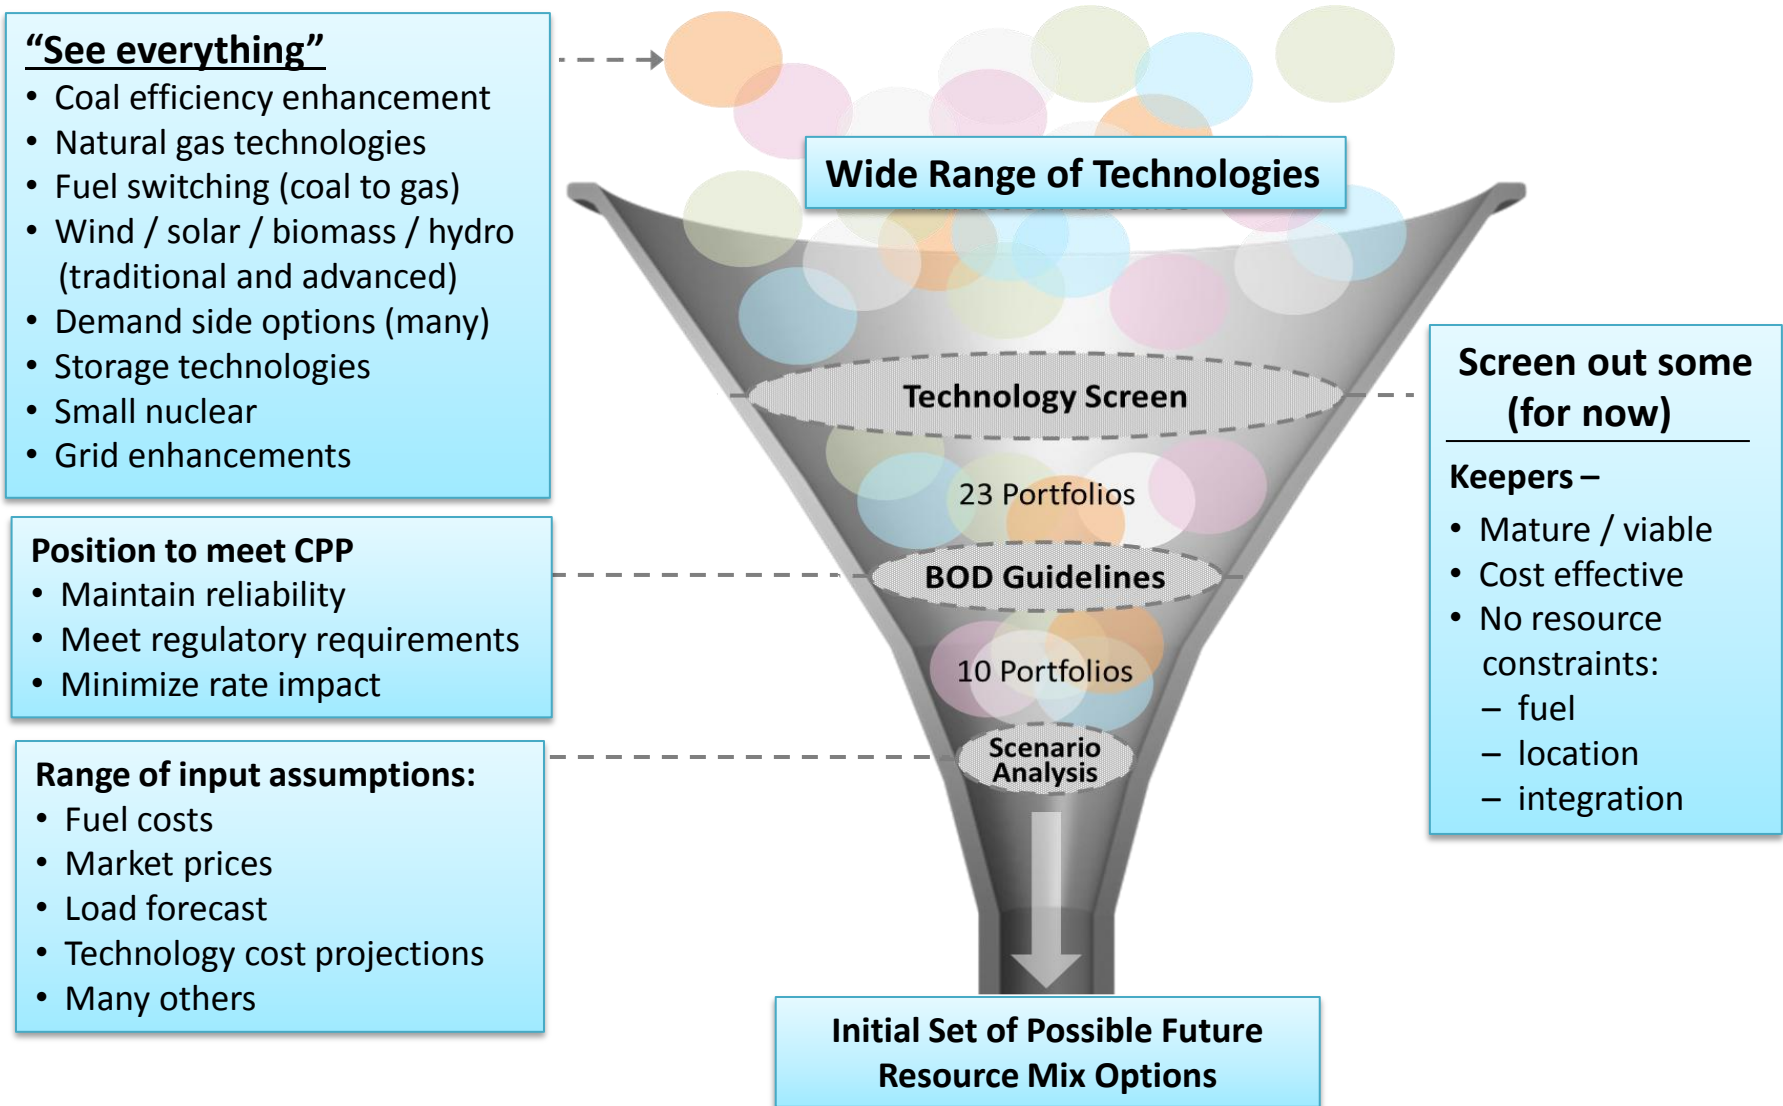 “See everything”
• Coal efficiency enhancement
• Natural gas technologies
• Fuel switching (coal to gas)
• Wind / solar / biomass / hydro
(traditional and advanced)
• Demand side options (many)
• Storage technologies
• Small nuclear
• Grid enhancements
Position to meet CPP
• Maintain reliability
• Meet regulatory requirements
• Minimize rate impact
Range of input assumptions:
• Fuel costs
• Market prices
• Load forecast
• Technology cost projections
• Many others
Wide Range of Technologies
Technology Screen
23 Portfolios
BOD Guidelines
10 Portfolios
Scenario
Analysis
Initial Set of Possible Future
Resource Mix Options
Screen out some
(for now)
Keepers –
• Mature / viable
• Cost effective
• No resource
constraints:
– fuel
– location
– integration